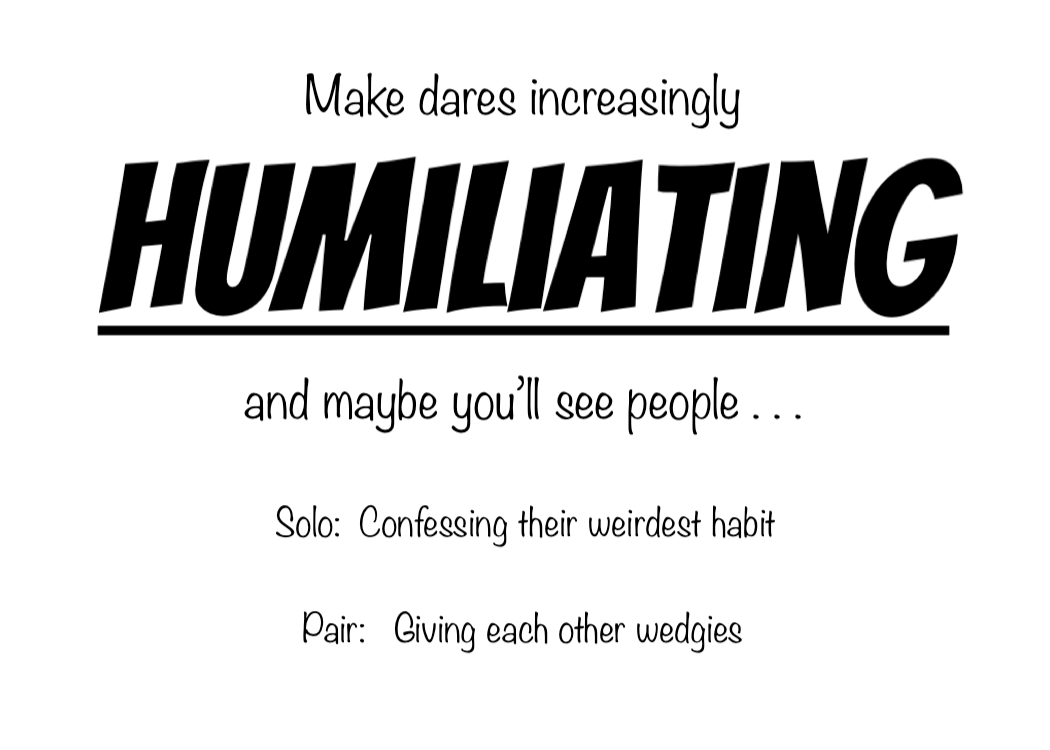 Make dares increasingly
HUMILIATING
and maybe you'll see people . . .
Solo: Confessing their weirdest habit
Pair: Giving each other wedgies